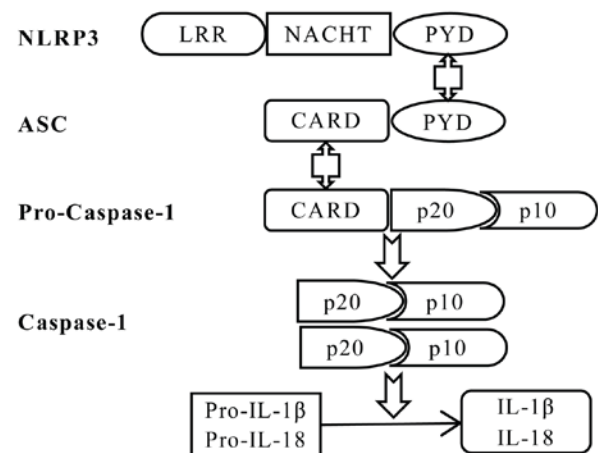 NLRP3 LRR NACHT PYD
ASC CARD PYD
Pro-Caspase-1 CARD p20 p10
p20 p10
Caspase-1
p20 p10
Pro-IL-1β IL-1β
Pro-IL-18 IL-18